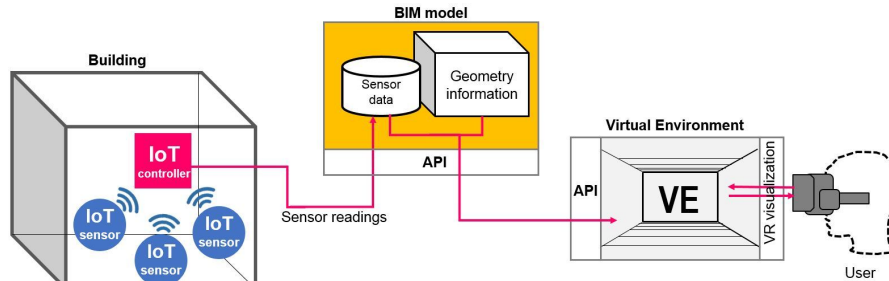 BIM model
Building
Sensor
data
Geometry
information
IoT
controller
API
Sensor readings
IoT
sensor
IoT
sensor
IoT
sensor
Virtual Environment
API
VE
VR visualization
User